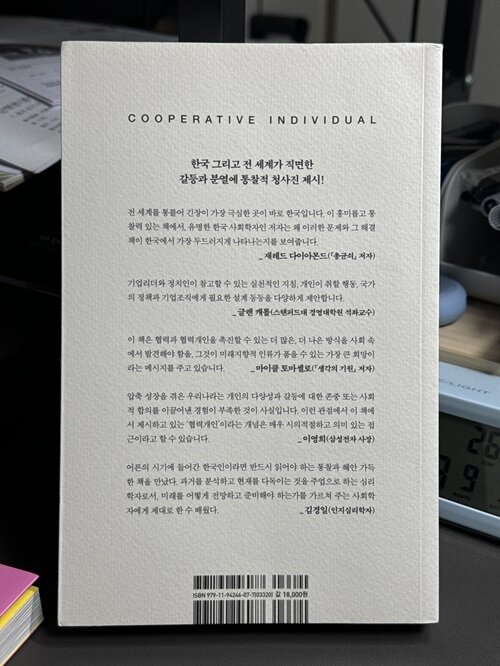 COOPERATIVE INDIVIDUAL
한국 그리고 전 세계가 직면한
갈등과 분열에 통찰적 청사진 제시!
전 세계를 통틀어 긴장이 가장 극심한 곳이 바로 한국입니다. 이 흥미롭고 통
찰력 있는 책에서, 유명한 한국 사회학자인 저자는 왜 이러한 문제와 그 해결
책이 한국에서 가장 두드러지게 나타나는지를 보여줍니다.
_ 재레드 다이아몬드(『총균쇠』 저자)
기업리더와 정치인이 참고할 수 있는 실천적인 지침, 개인이 취할 행동, 국가
의 정책과 기업조직에게 필요한 설계 등등을 다양하게 제안합니다.
_ 글렌 캐롤(스탠퍼드대 경영대학원 석좌교수)
이 책은 협력과 협력개인을 촉진할 수 있는 더 많은, 더 나은 방식을 사회 속
에서 발견해야 함을, 그것이 미래지향적 인류가 품을 수 있는 가장 큰 희망이
라는 메시지를 주고 있습니다. _ 마이클 토마셀로(『생각의 기원』 저자)
압축 성장을 겪은 우리나라는 개인의 다양성과 갈등에 대한 존중 또는 사회
적 합의를 이끌어낸 경험이 부족한 것이 사실입니다. 이런 관점에서 이 책에
서 제시하고 있는 '협력개인'이라는 개념은 매우 시의적절하고 의미 있는 접
근이라고 할 수 있습니다. _ 이영희(삼성전자 사장)
어른의 시기에 들어간 한국인이라면 반드시 읽어야 하는 통찰과 혜안 가득
한 책을 만났다. 과거를 분석하고 현재를 다독이는 것을 주업으로 하는 심리
학자로서, 미래를 어떻게 전망하고 준비해야 하는가를 가르쳐 주는 사회학
자에게 제대로 한 수 배웠다. _ 김경일(인지심리학자)
ISBN 979-11-94246-07-7(03320) 값 18,000원
/LIGHT
26
9